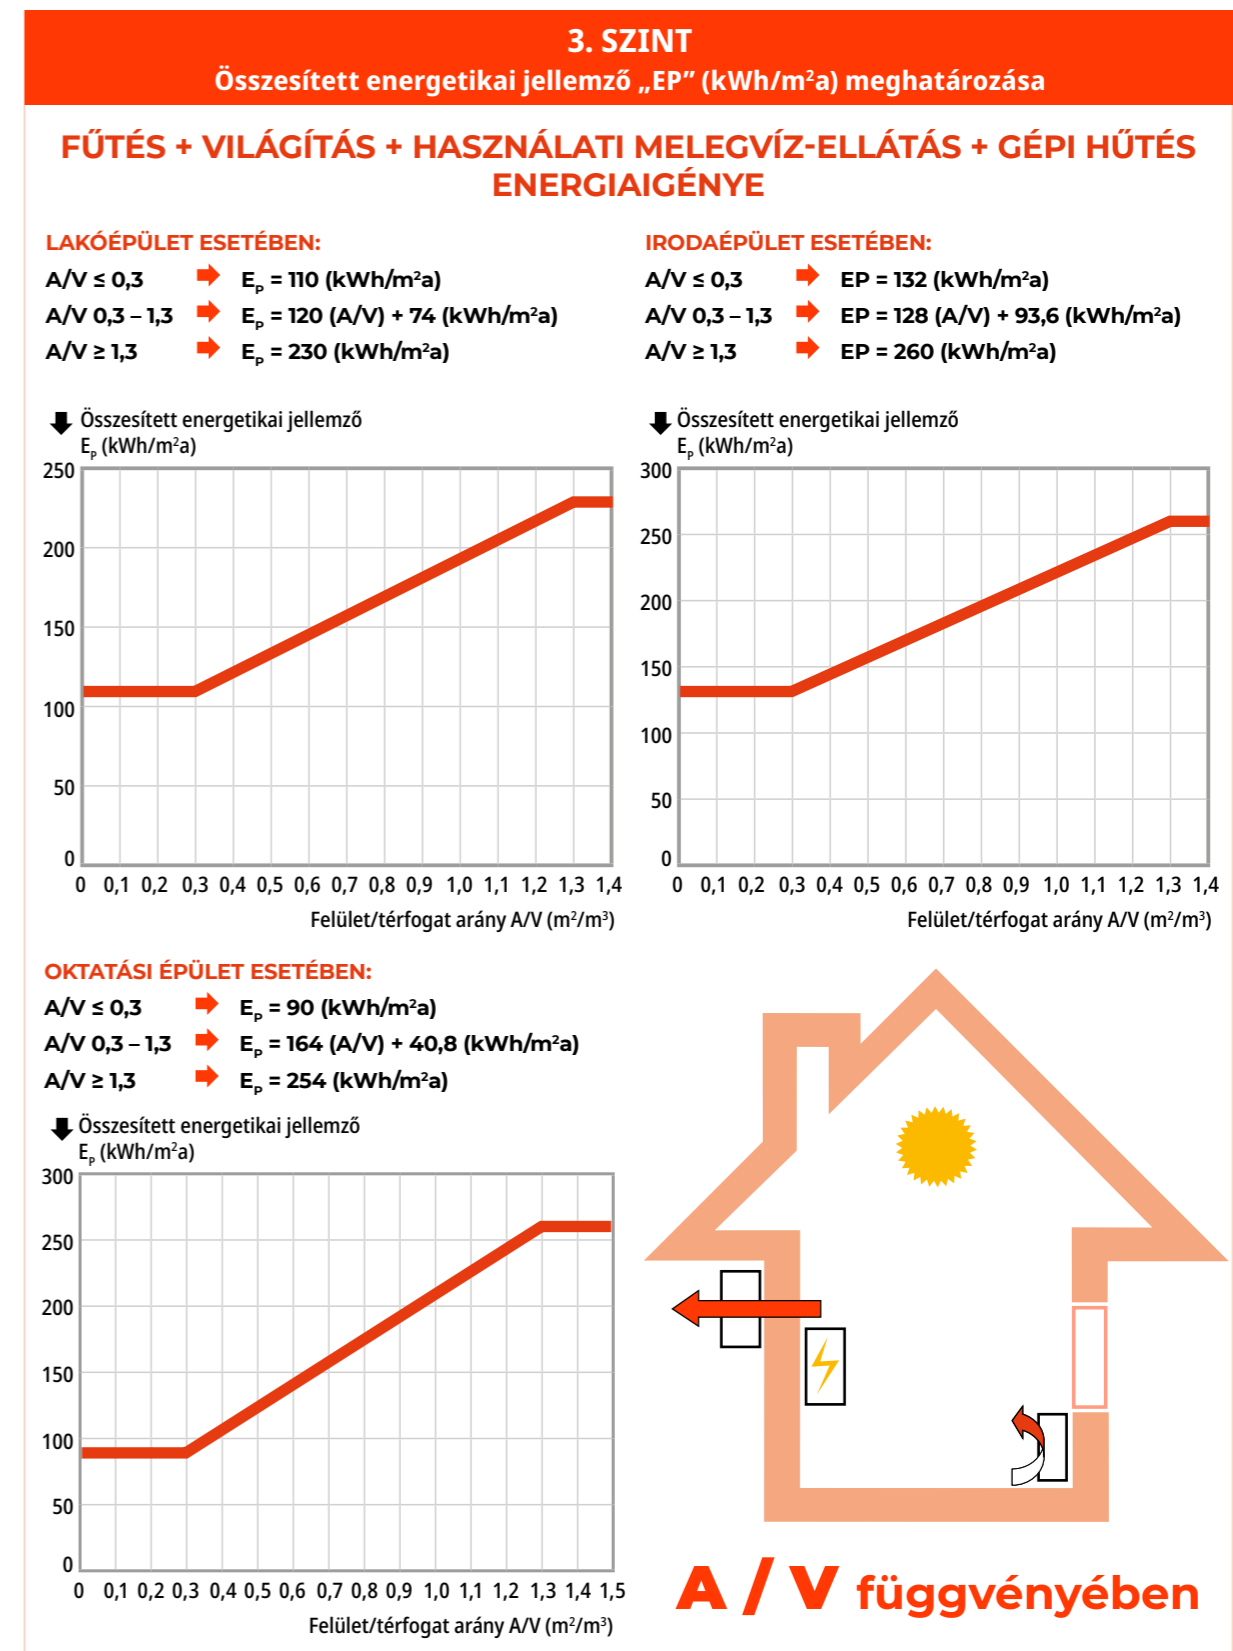 3. SZINT
Összesített energetikai jellemző „EP” (kWh/m²a) meghatározása
FŰTÉS + VILÁGÍTÁS + HASZNÁLATI MELEGVÍZ-ELLÁTÁS + GÉPI HŰTÉS
ENERGIAIGÉNYE
LAKÓÉPÜLET ESETÉBEN:
A/V ≤ 0,3 Eₚ = 110 (kWh/m²a)
A/V 0,3 – 1,3 Eₚ = 120 (A/V) + 74 (kWh/m²a)
A/V ≥ 1,3 Eₚ = 230 (kWh/m²a)
Összesített energetikai jellemző
Eₚ (kWh/m²a)
250
200
150
100
50
0
0 0,1 0,2 0,3 0,4 0,5 0,6 0,7 0,8 0,9 1,0 1,1 1,2 1,3 1,4
Felület/térfogat arány A/V (m²/m³)
IRODAÉPÜLET ESETÉBEN:
A/V ≤ 0,3 EP = 132 (kWh/m²a)
A/V 0,3 – 1,3 EP = 128 (A/V) + 93,6 (kWh/m²a)
A/V ≥ 1,3 EP = 260 (kWh/m²a)
Összesített energetikai jellemző
Eₚ (kWh/m²a)
300
250
200
150
100
50
0
0 0,1 0,2 0,3 0,4 0,5 0,6 0,7 0,8 0,9 1,0 1,1 1,2 1,3 1,4
Felület/térfogat arány A/V (m²/m³)
OKTATÁSI ÉPÜLET ESETÉBEN:
A/V ≤ 0,3 Eₚ = 90 (kWh/m²a)
A/V 0,3 – 1,3 Eₚ = 164 (A/V) + 40,8 (kWh/m²a)
A/V ≥ 1,3 Eₚ = 254 (kWh/m²a)
Összesített energetikai jellemző
Eₚ (kWh/m²a)
300
250
200
150
100
50
0
0 0,1 0,2 0,3 0,4 0,5 0,6 0,7 0,8 0,9 1,0 1,1 1,2 1,3 1,4 1,5
Felület/térfogat arány A/V (m²/m³)
A / V függvényében